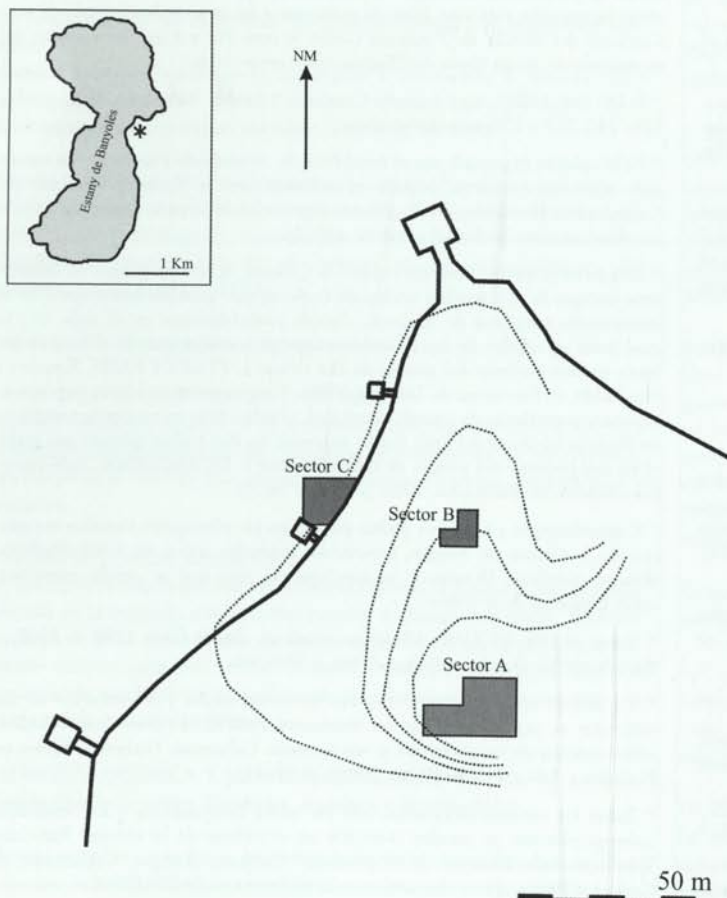 NM
Estany de Banyoles
*
1 Km
Sector C
Sector B
Sector A
50 m